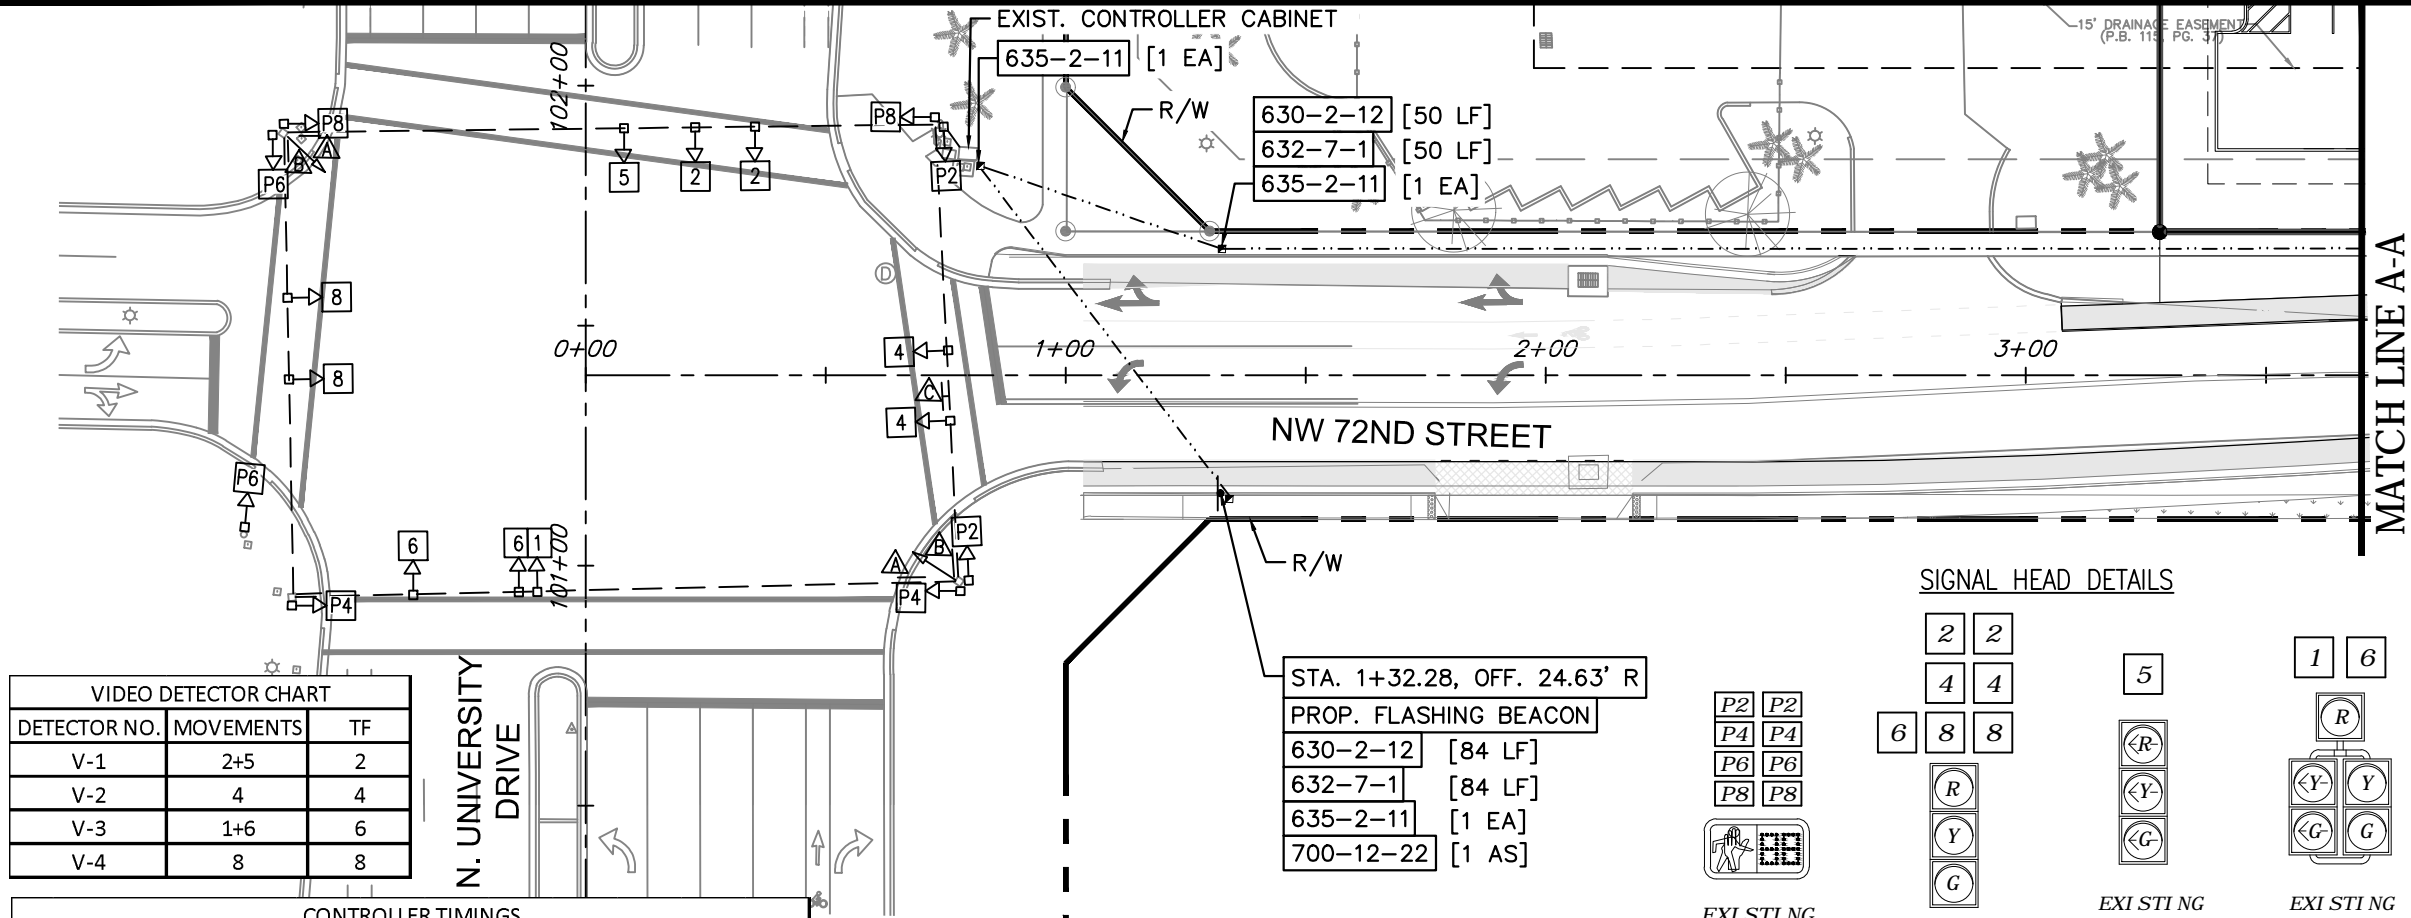 EXIST. CONTROLLER CABINET
635-2-11 [1 EA]
15' DRAINAGE EASEMENT
(P.B. 115, PG. 37)
R/W
630-2-12 [50 LF]
632-7-1 [50 LF]
635-2-11 [1 EA]
102+00
P8
P8
A
B
P6
5
2
2
P2
D
8
8
4
C
4
0+00
1+00
2+00
3+00
MATCH LINE A-A
NW 72ND STREET
P6
6
6
1
101+00
P4
A
B
P2
P4
R/W
STA. 1+32.28, OFF. 24.63' R
PROP. FLASHING BEACON
630-2-12 [84 LF]
632-7-1 [84 LF]
635-2-11 [1 EA]
700-12-22 [1 AS]
N. UNIVERSITY
DRIVE
VIDEO DETECTOR CHART
DETECTOR NO. MOVEMENTS TF
V-1 2+5 2
V-2 4 4
V-3 1+6 6
V-4 8 8
CONTROLLER TIMINGS
SIGNAL HEAD DETAILS
P2 P2
P4 P4
P6 P6
P8 P8
EXISTING
2 2
4 4
6 8 8
R
Y
G
5
R
Y
G
EXISTING
1 6
R
Y Y
G G
EXISTING